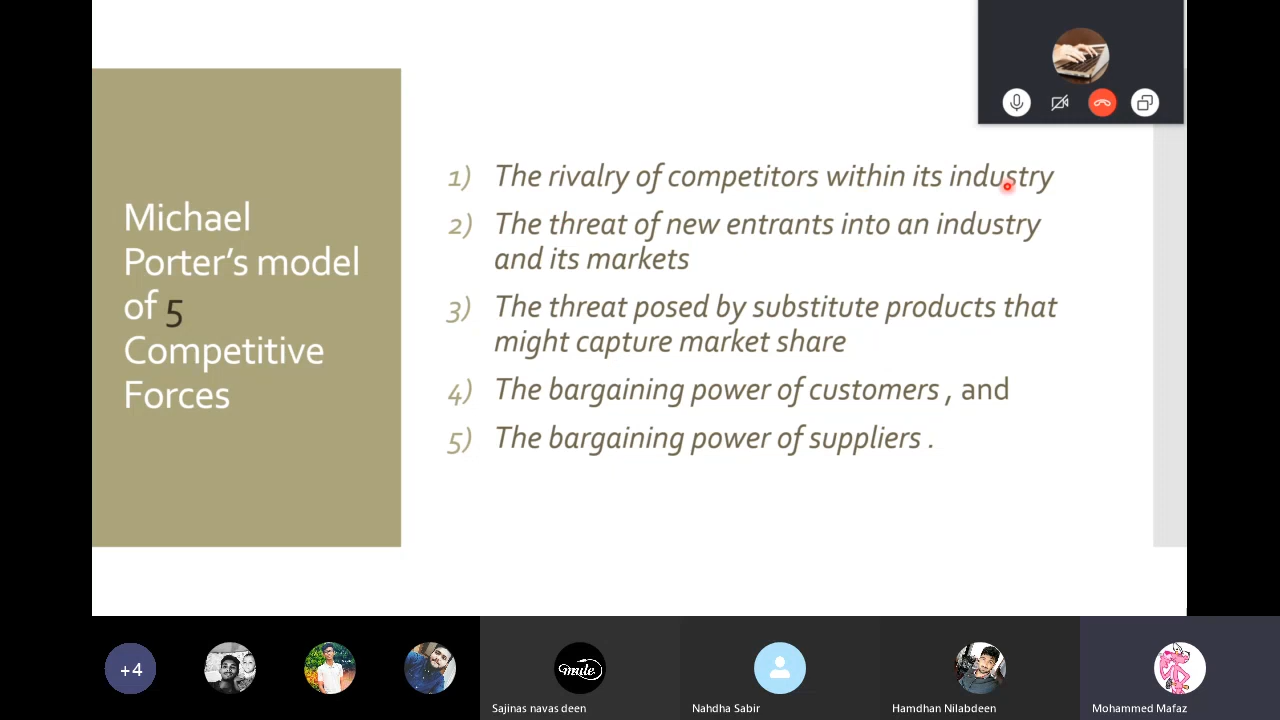 Michael
Porter’s model
of 5
Competitive
Forces
1) The rivalry of competitors within its industry
2) The threat of new entrants into an industry
and its markets
3) The threat posed by substitute products that
might capture market share
4) The bargaining power of customers , and
5) The bargaining power of suppliers .
+4
mute
Sajinas navas deen
Nahdha Sabir
Hamdhan Nilabdeen
Mohammed Mafaz